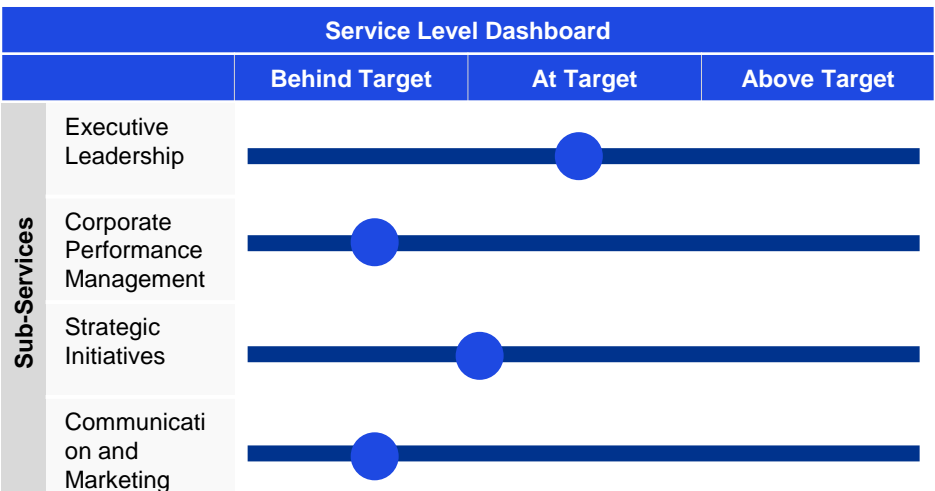 Service Level Dashboard
Behind Target
At Target
Above Target
Sub-Services
Executive
Leadership
Corporate
Performance
Management
Strategic
Initiatives
Communicati
on and
Marketing